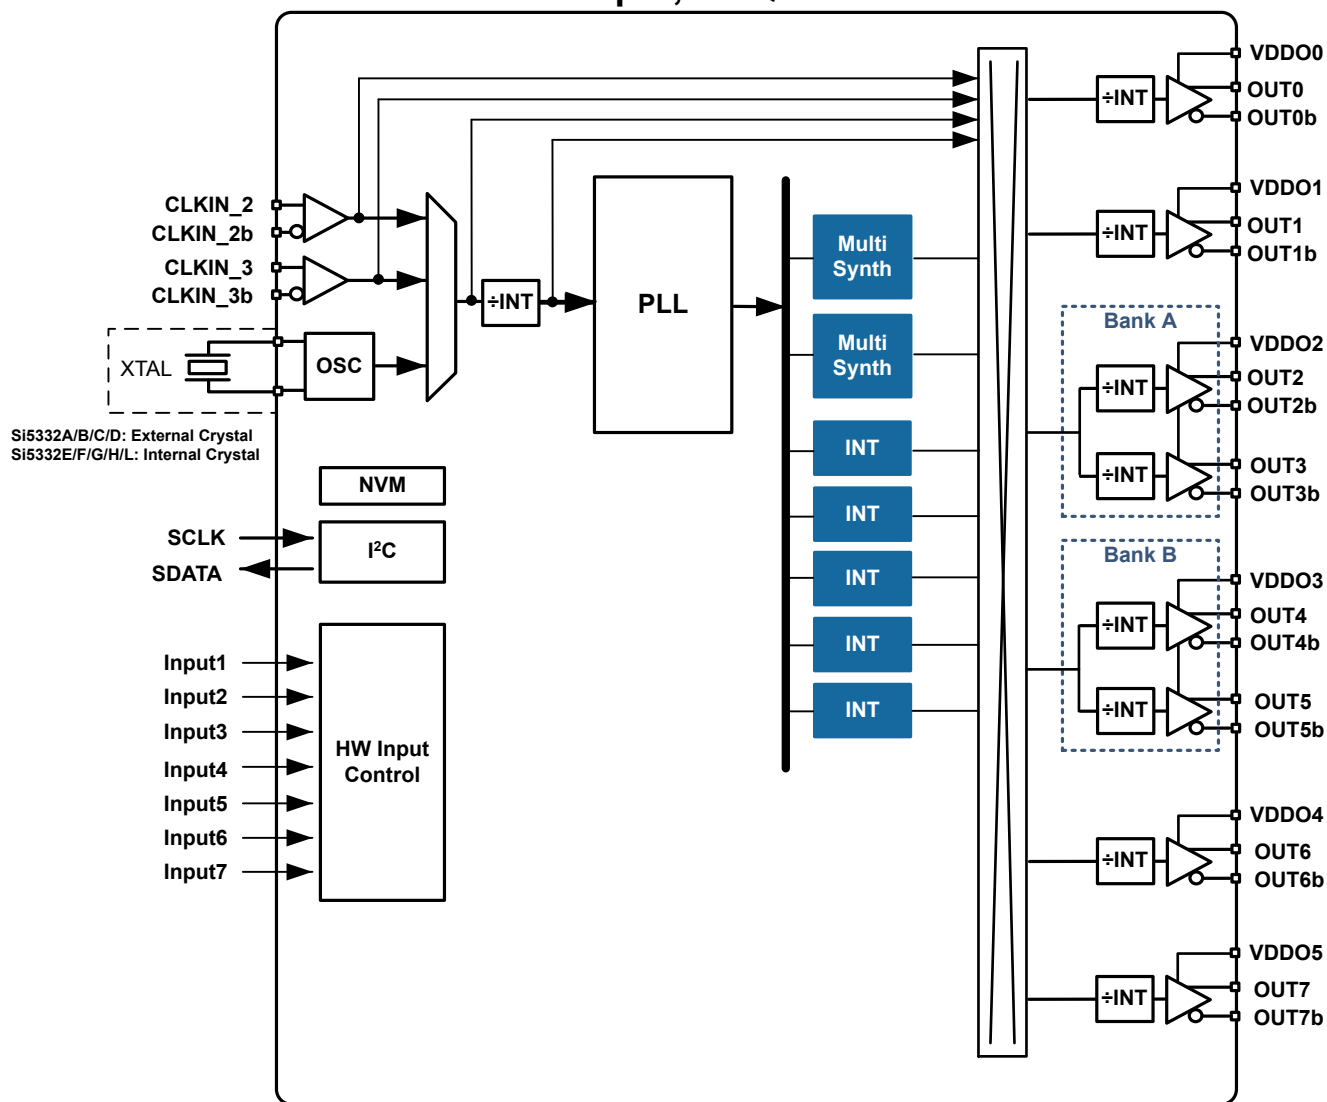 VDDO0
OUT0
OUT0b
÷INT
CLKIN_2
CLKIN_2b
CLKIN_3
CLKIN_3b
XTAL
OSC
÷INT
PLL
Si5332A/B/C/D: External Crystal
Si5332E/F/G/H/L: Internal Crystal
NVM
SCLK
SDATA
I²C
Input1
Input2
Input3
Input4
Input5
Input6
Input7
HW Input
Control
Multi
Synth
Multi
Synth
INT
INT
INT
INT
INT
VDDO1
÷INT
OUT1
OUT1b
Bank A
VDDO2
÷INT
OUT2
OUT2b
÷INT
OUT3
OUT3b
Bank B
VDDO3
÷INT
OUT4
OUT4b
÷INT
OUT5
OUT5b
VDDO4
÷INT
OUT6
OUT6b
VDDO5
÷INT
OUT7
OUT7b